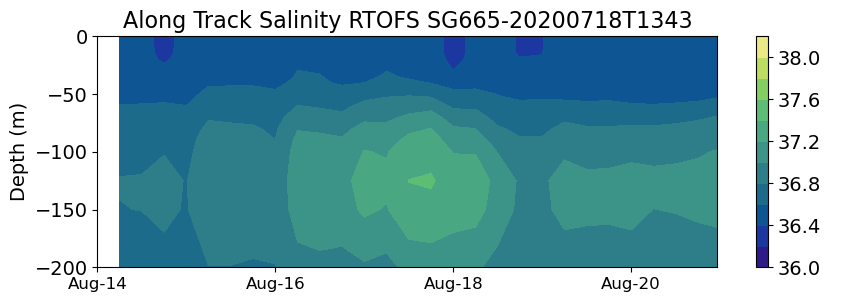 Along Track Salinity RTOFS SG665-20200718T1343
Depth (m)
0
−50
−100
−150
−200
Aug-14
Aug-16
Aug-18
Aug-20
38.0
37.6
37.2
36.8
36.4
36.0